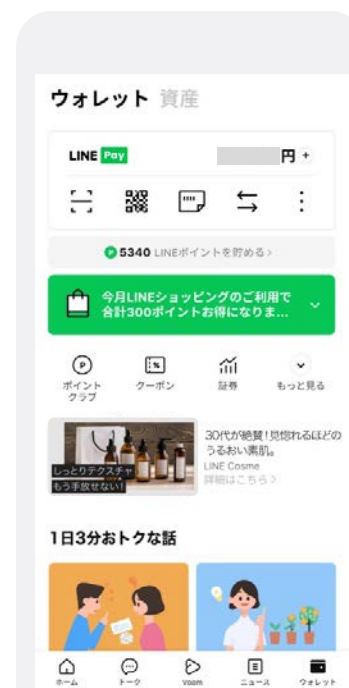 ウォレット 資産
LINE Pay 円 +
P 5340 LINEポイントを貯める >
今月LINEショッピングのご利用で
合計300ポイントお得になりま...
P %
ポイント
クラブ
クーポン
証券
もっと見る
しっとりテクスチャ
もう手放せない!
30代が絶賛！見惚れるほどの
うるおい素肌。
LINE Cosme
詳細はこちら >
1日3分おトクな話
ホーム トーク VOOM ニュース ウォレット